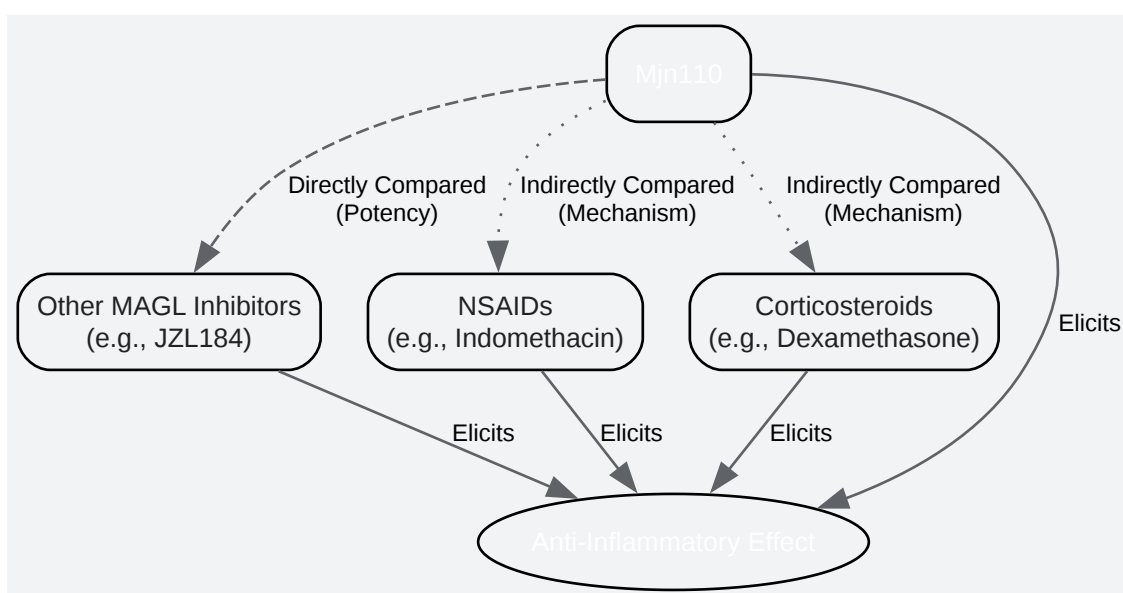 Mjn110
Directly Compared
(Potency)
Indirectly Compared
(Mechanism)
Indirectly Compared
(Mechanism)
Other MAGL Inhibitors
(e.g., JZL184)
NSAIDs
(e.g., Indomethacin)
Corticosteroids
(e.g., Dexamethasone)
Elicits
Elicits
Elicits
Elicits
Anti-Inflammatory Effect